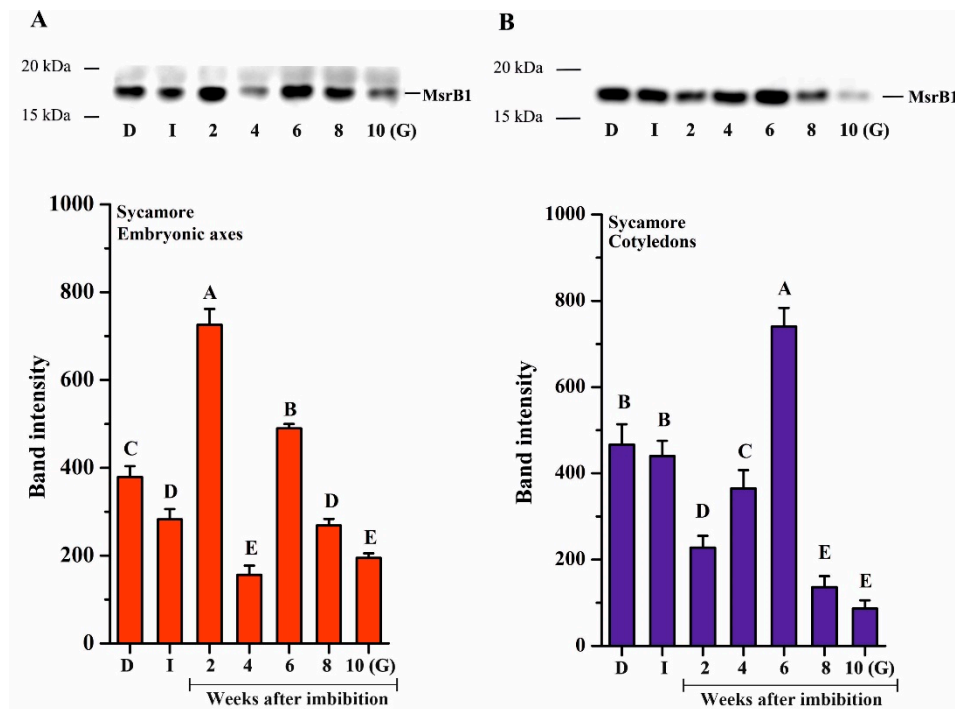 A
20 kDa
MsrB1
15 kDa
D I 2 4 6 8 10 (G)
1000
800
600
400
200
0
Band intensity
Sycamore
Embryonic axes
C D A E B D E
D I 2 4 6 8 10 (G)
Weeks after imbibition
B
20 kDa
MsrB1
15 kDa
D I 2 4 6 8 10 (G)
1000
800
600
400
200
0
Band intensity
Sycamore
Cotyledons
B B D C A E E
D I 2 4 6 8 10 (G)
Weeks after imbibition